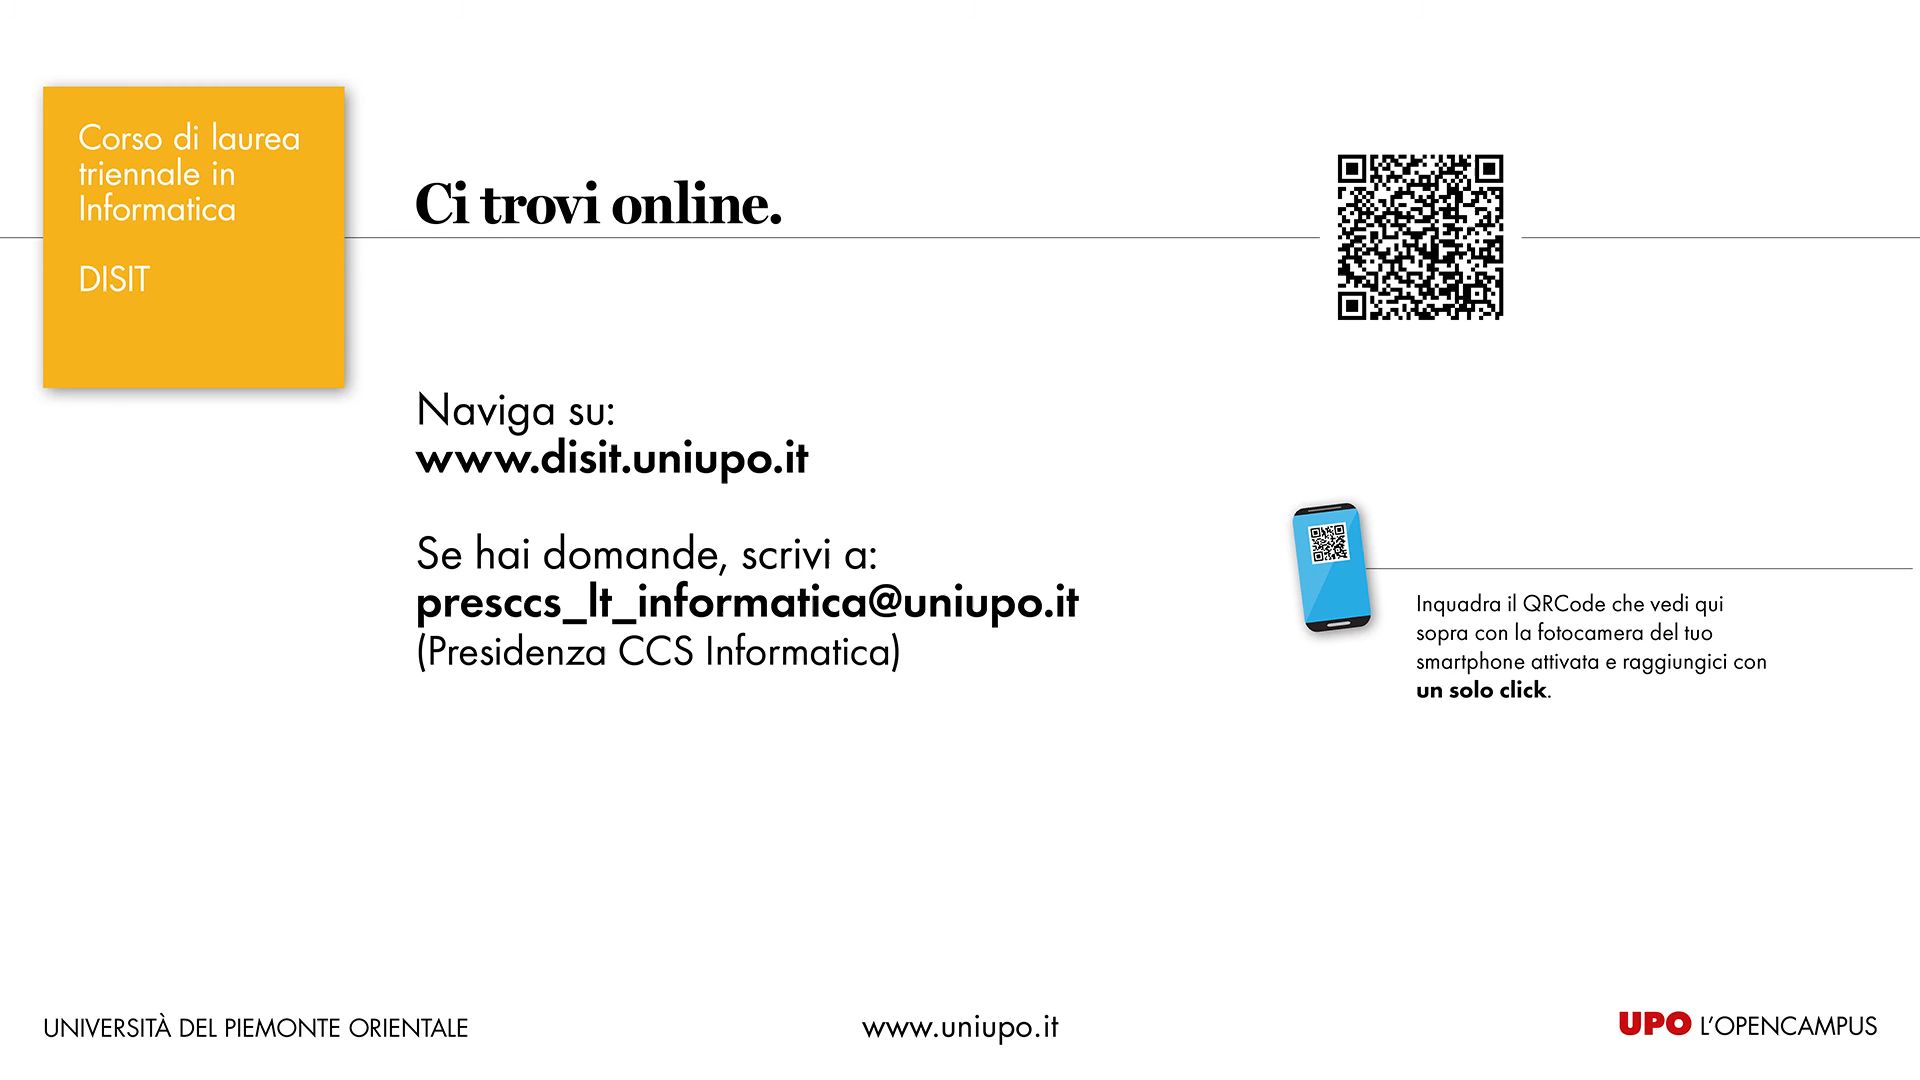 Corso di laurea
triennale in
Informatica
DISIT
Ci trovi online.
Naviga su:
www.disit.uniupo.it
Se hai domande, scrivi a:
presccs_lt_informatica@uniupo.it
(Presidenza CCS Informatica)
Inquadra il QRCode che vedi qui
sopra con la fotocamera del tuo
smartphone attivata e raggiungici con
un solo click.
UNIVERSITÀ DEL PIEMONTE ORIENTALE
www.uniupo.it
UPO L'OPENCAMPUS